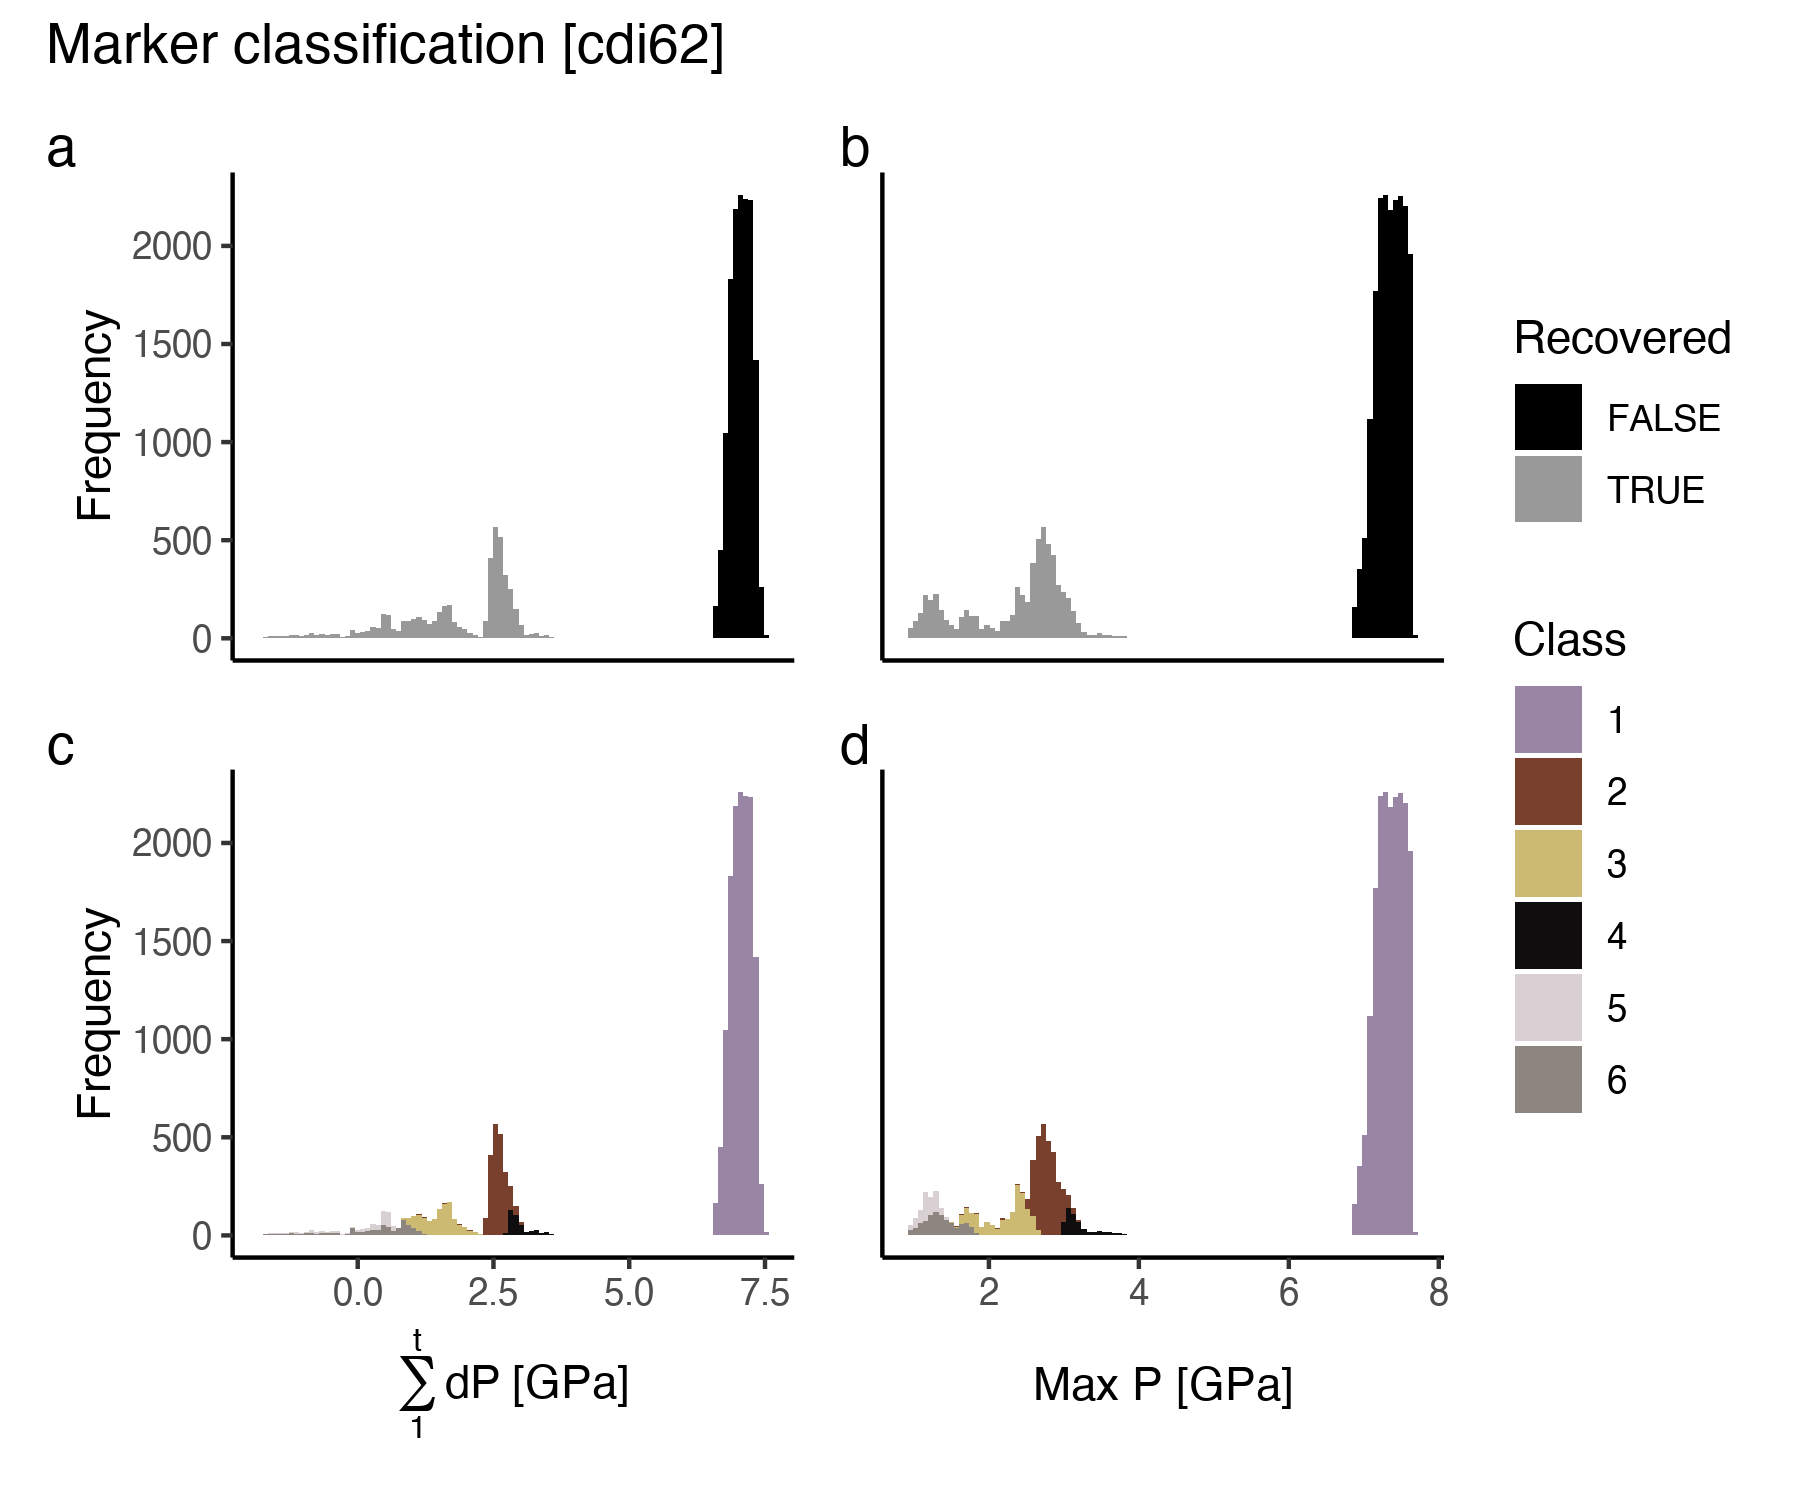 Marker classification [cdi62]
a
b
2000
1500
1000
500
0
Frequency
c
d
2000
1500
1000
500
0
Frequency
0.0 2.5 5.0 7.5
2 4 6 8
t
∑ dP [GPa]
1
Max P [GPa]
Recovered
FALSE
TRUE
Class
1
2
3
4
5
6